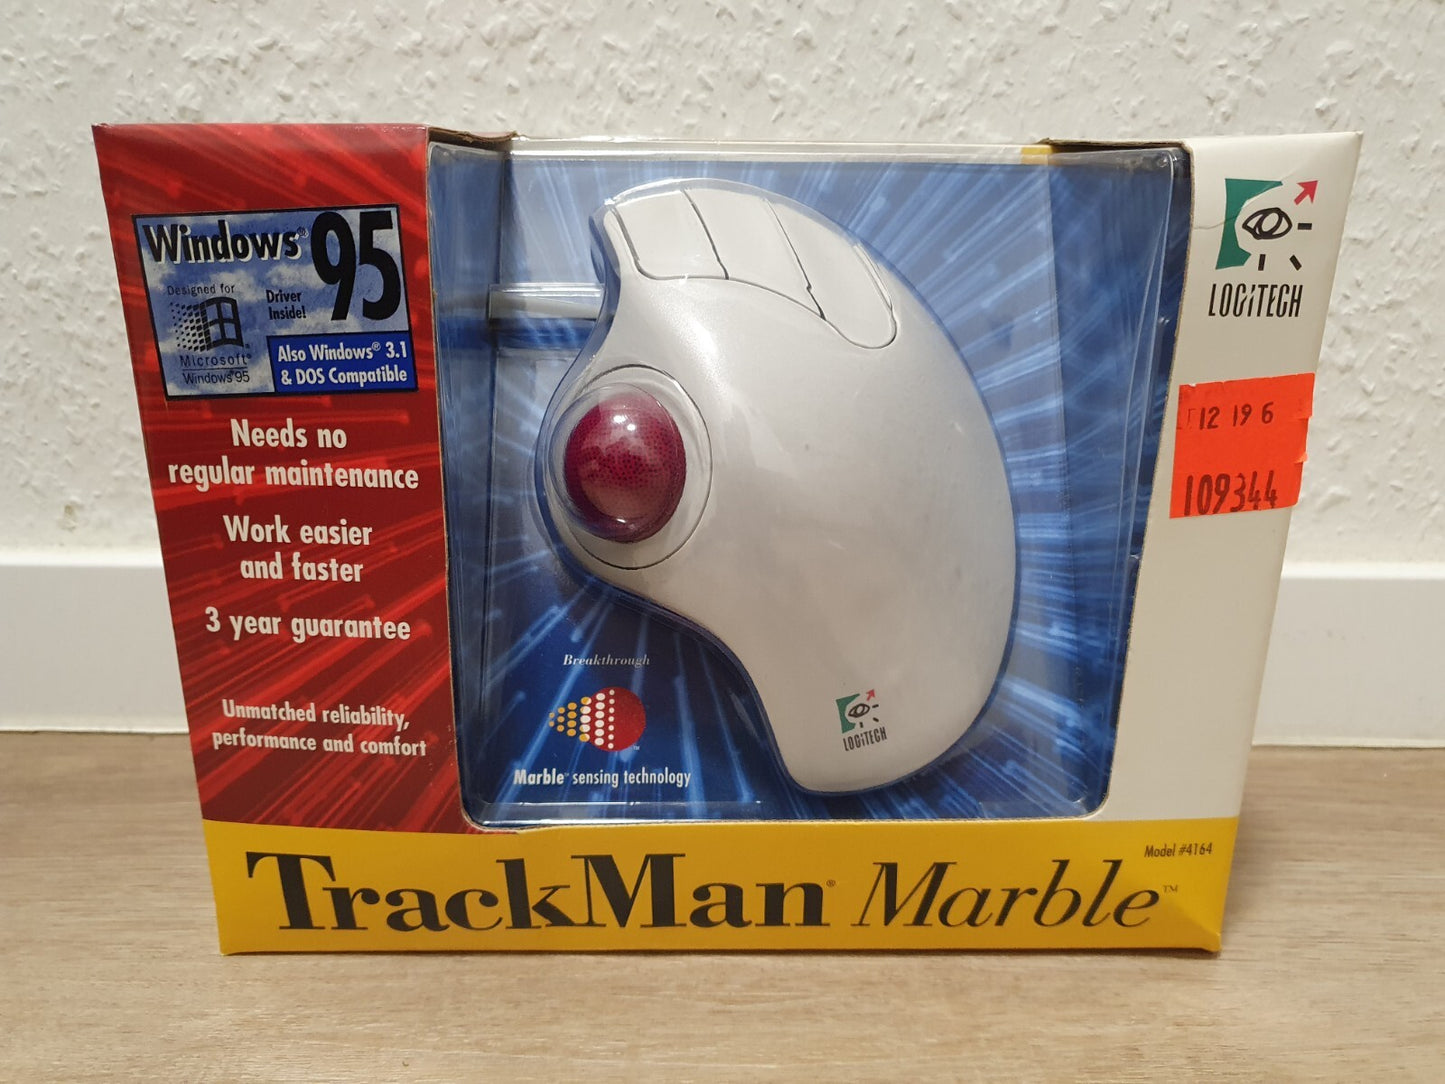 Windows® 95
Designed for
Microsoft®
Windows®95
Driver
Inside!
Also Windows® 3.1
& DOS Compatible
Needs no
regular maintenance
Work easier
and faster
3 year guarantee
Unmatched reliability,
performance and comfort
Breakthrough
Marble™ sensing technology
LOGITECH
LOGITECH
12 19 6
109344
Model #4164
TrackMan® Marble™